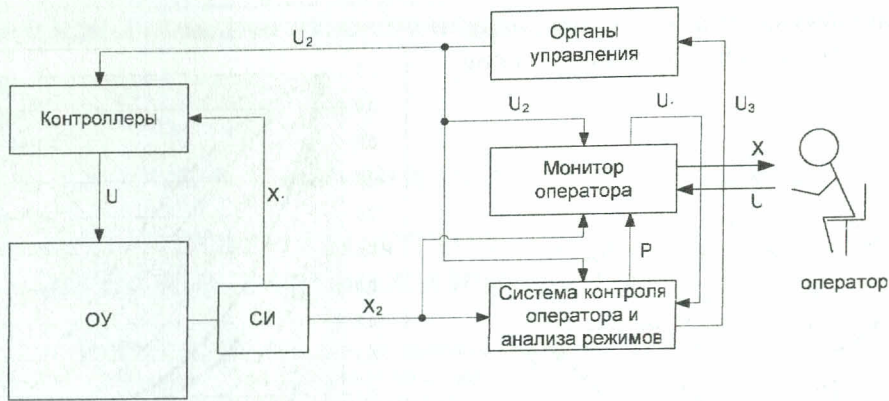 U₂
Органы
управления
Контроллеры
U₂
U
U₃
Монитор
оператора
X
U
X
P
оператор
ОУ
СИ
X₂
Система контроля
оператора и
анализа режимов